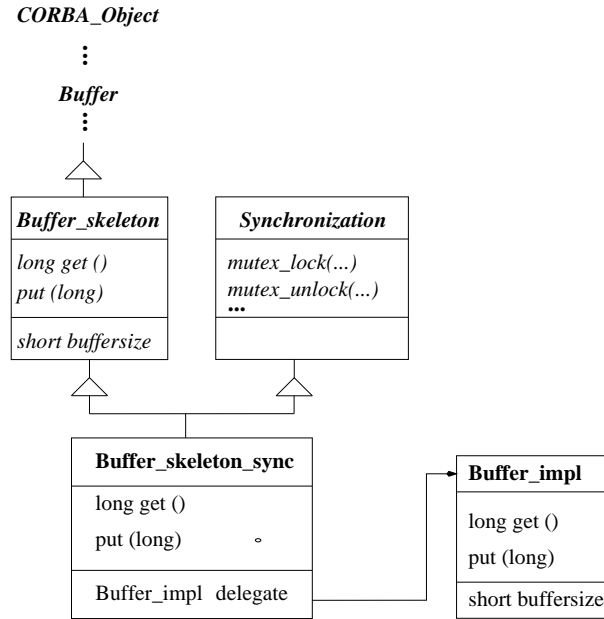 CORBA_Object
...
Buffer
...
Buffer_skeleton
long get ()
put (long)
short buffersize
Synchronization
mutex_lock(...)
mutex_unlock(...)
...
Buffer_skeleton_sync
long get ()
put (long)
Buffer_impl delegate
Buffer_impl
long get ()
put (long)
short buffersize